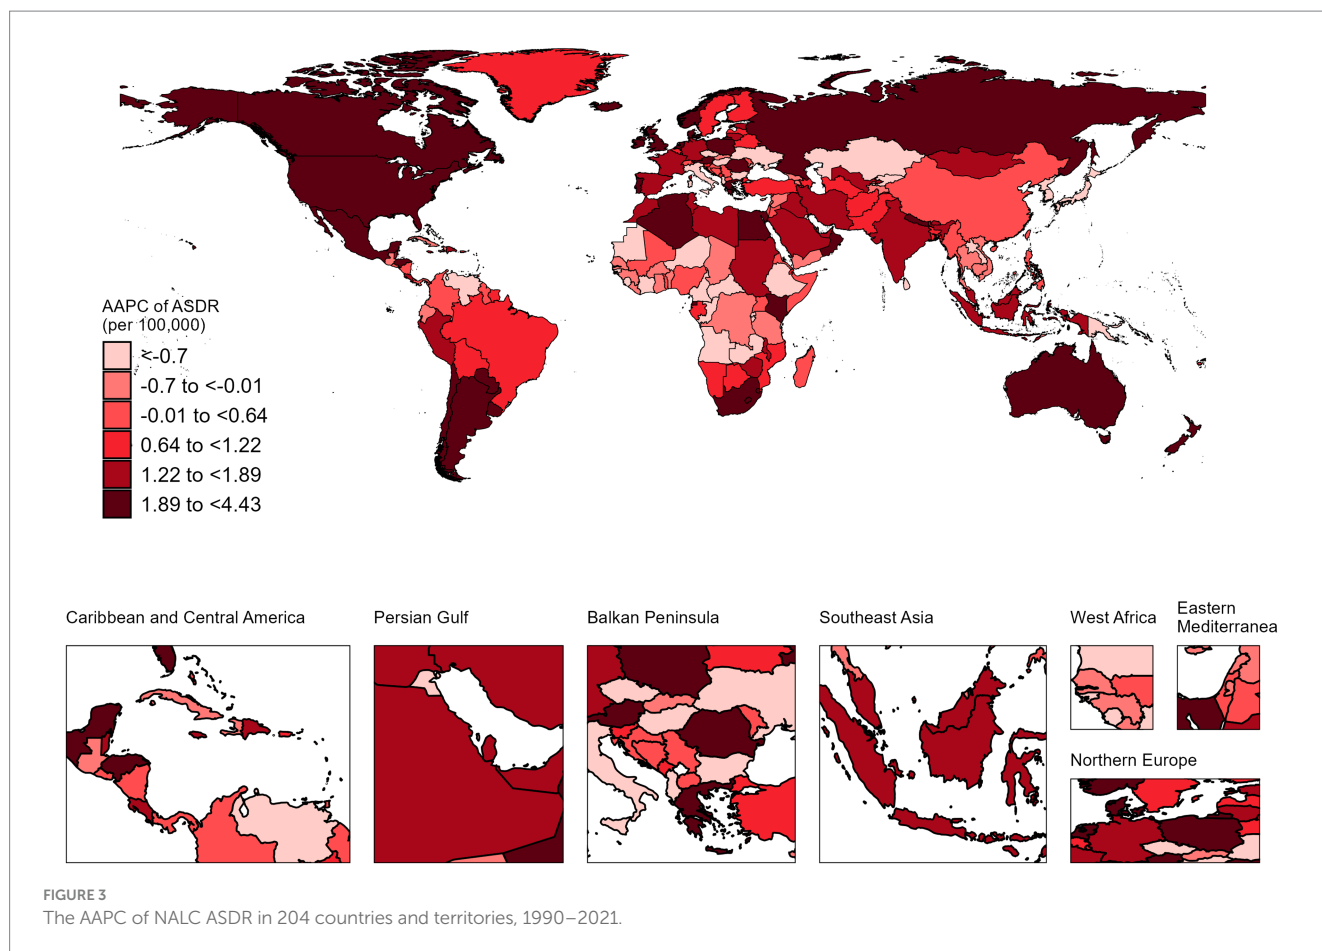 AAPC of ASDR
(per 100,000)
<-0.7
-0.7 to <-0.01
-0.01 to <0.64
0.64 to <1.22
1.22 to <1.89
1.89 to <4.43
Caribbean and Central America
Persian Gulf
Balkan Peninsula
Southeast Asia
West Africa
Eastern
Mediterranea
Northern Europe
FIGURE 3
The AAPC of NALC ASDR in 204 countries and territories, 1990–2021.